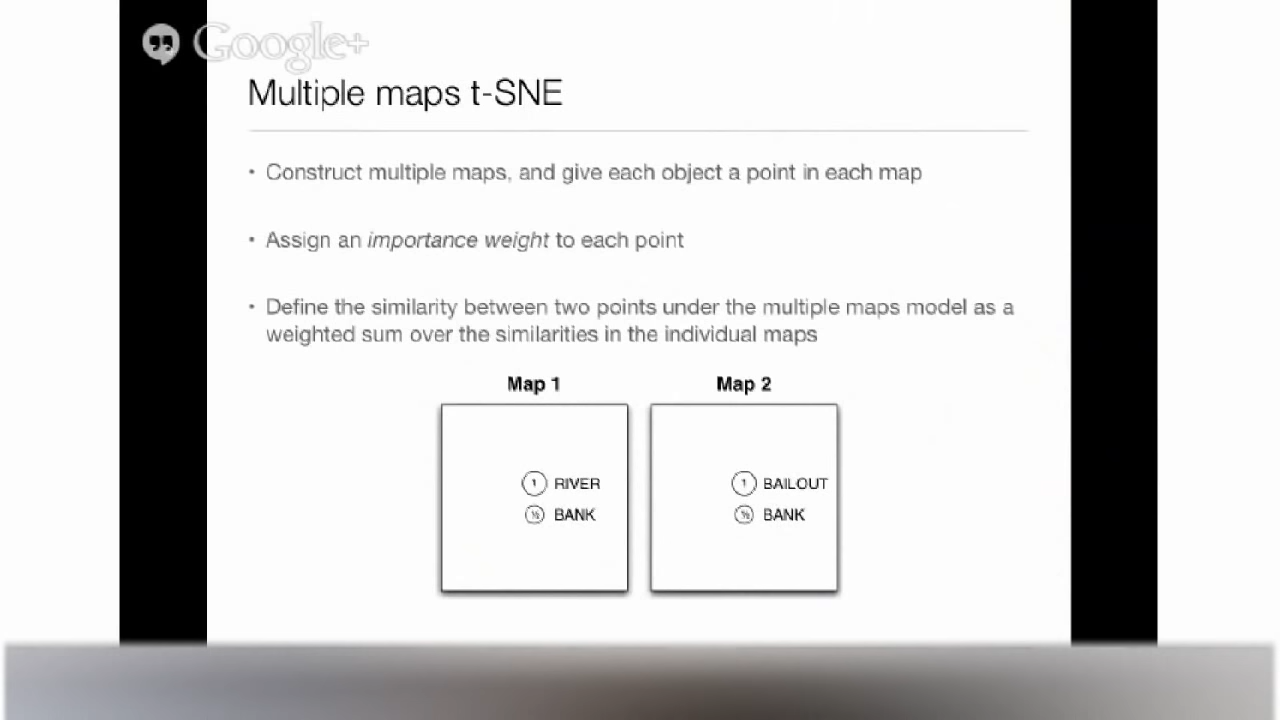 Google+
Multiple maps t-SNE
• Construct multiple maps, and give each object a point in each map
• Assign an importance weight to each point
• Define the similarity between two points under the multiple maps model as a
weighted sum over the similarities in the individual maps
Map 1 Map 2
1 RIVER 1 BAILOUT
½ BANK ½ BANK